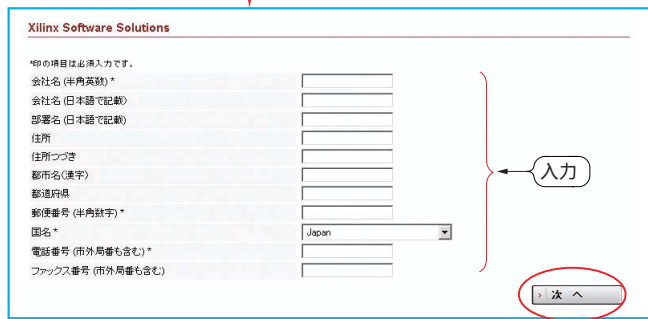 Xilinx Software Solutions
*印の項目は必須入力です。
会社名 (半角英数) *
会社名 (日本語で記載)
部署名 (日本語で記載)
住所
住所つづき
都市名(漢字)
都道府県
郵便番号 (半角数字) *
国名 * Japan
電話番号 (市外局番も含む) *
ファックス番号 (市外局番も含む)
入力
› 次 へ